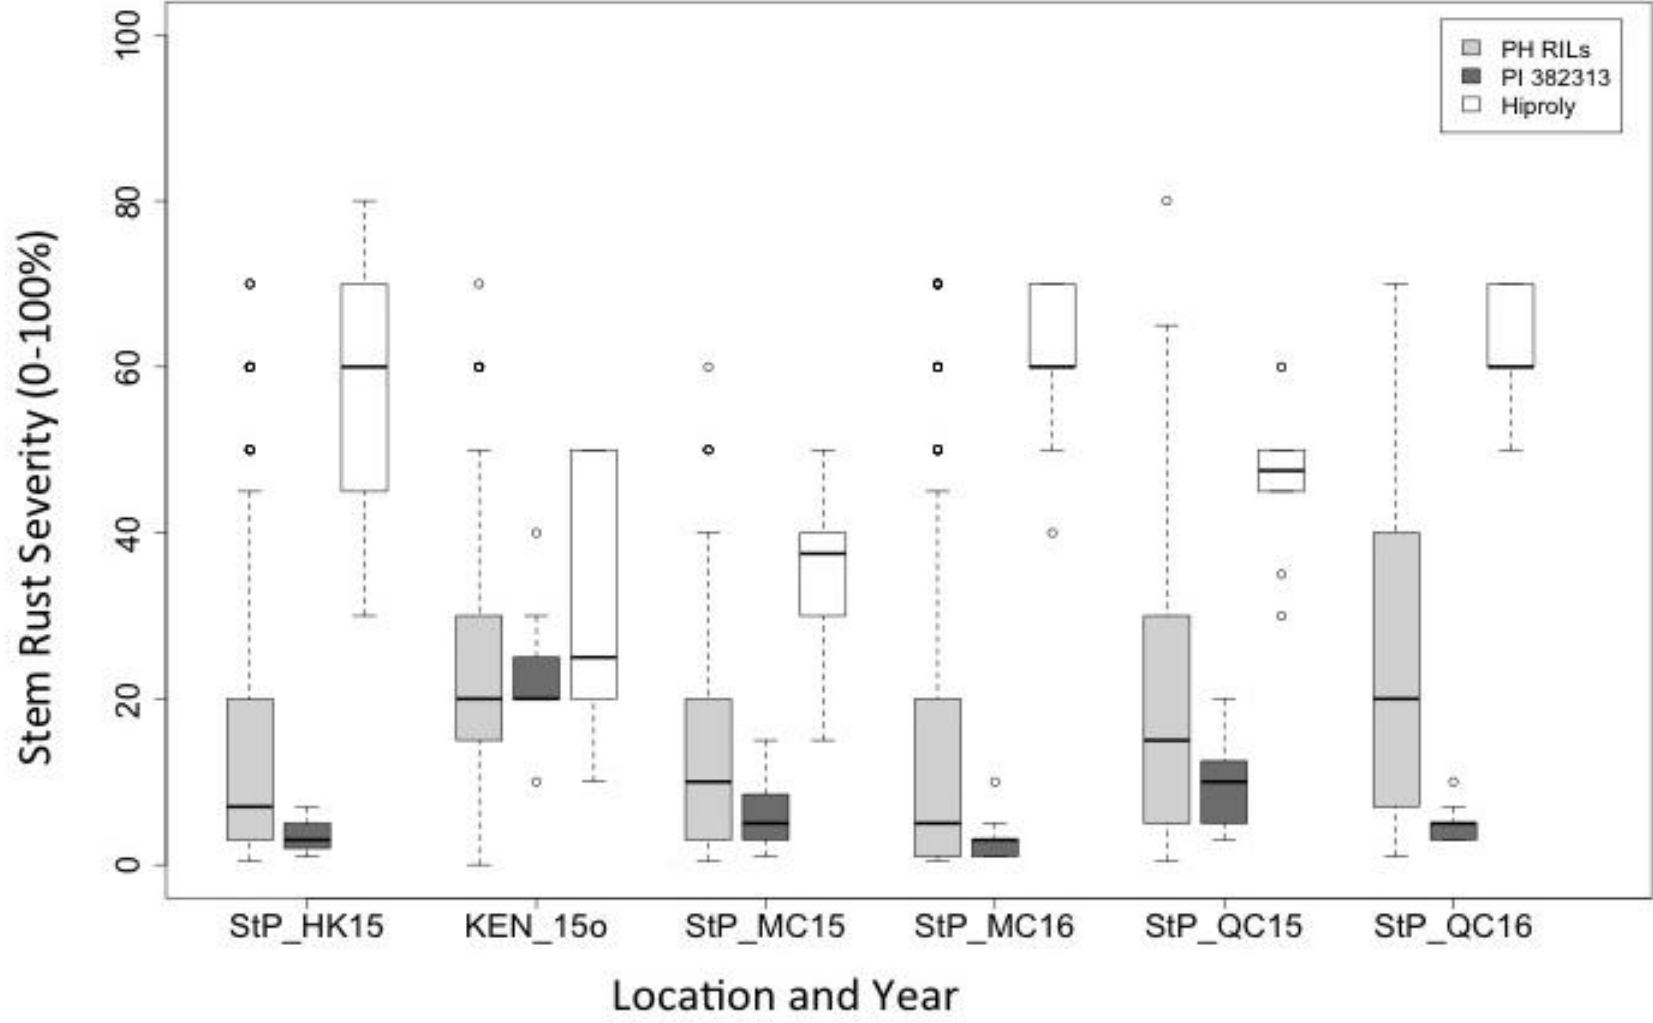 Stem Rust Severity (0-100%)
100
80
60
40
20
0
PH RILs
PI 382313
Hiproly
StP_HK15 KEN_15o StP_MC15 StP_MC16 StP_QC15 StP_QC16
Location and Year